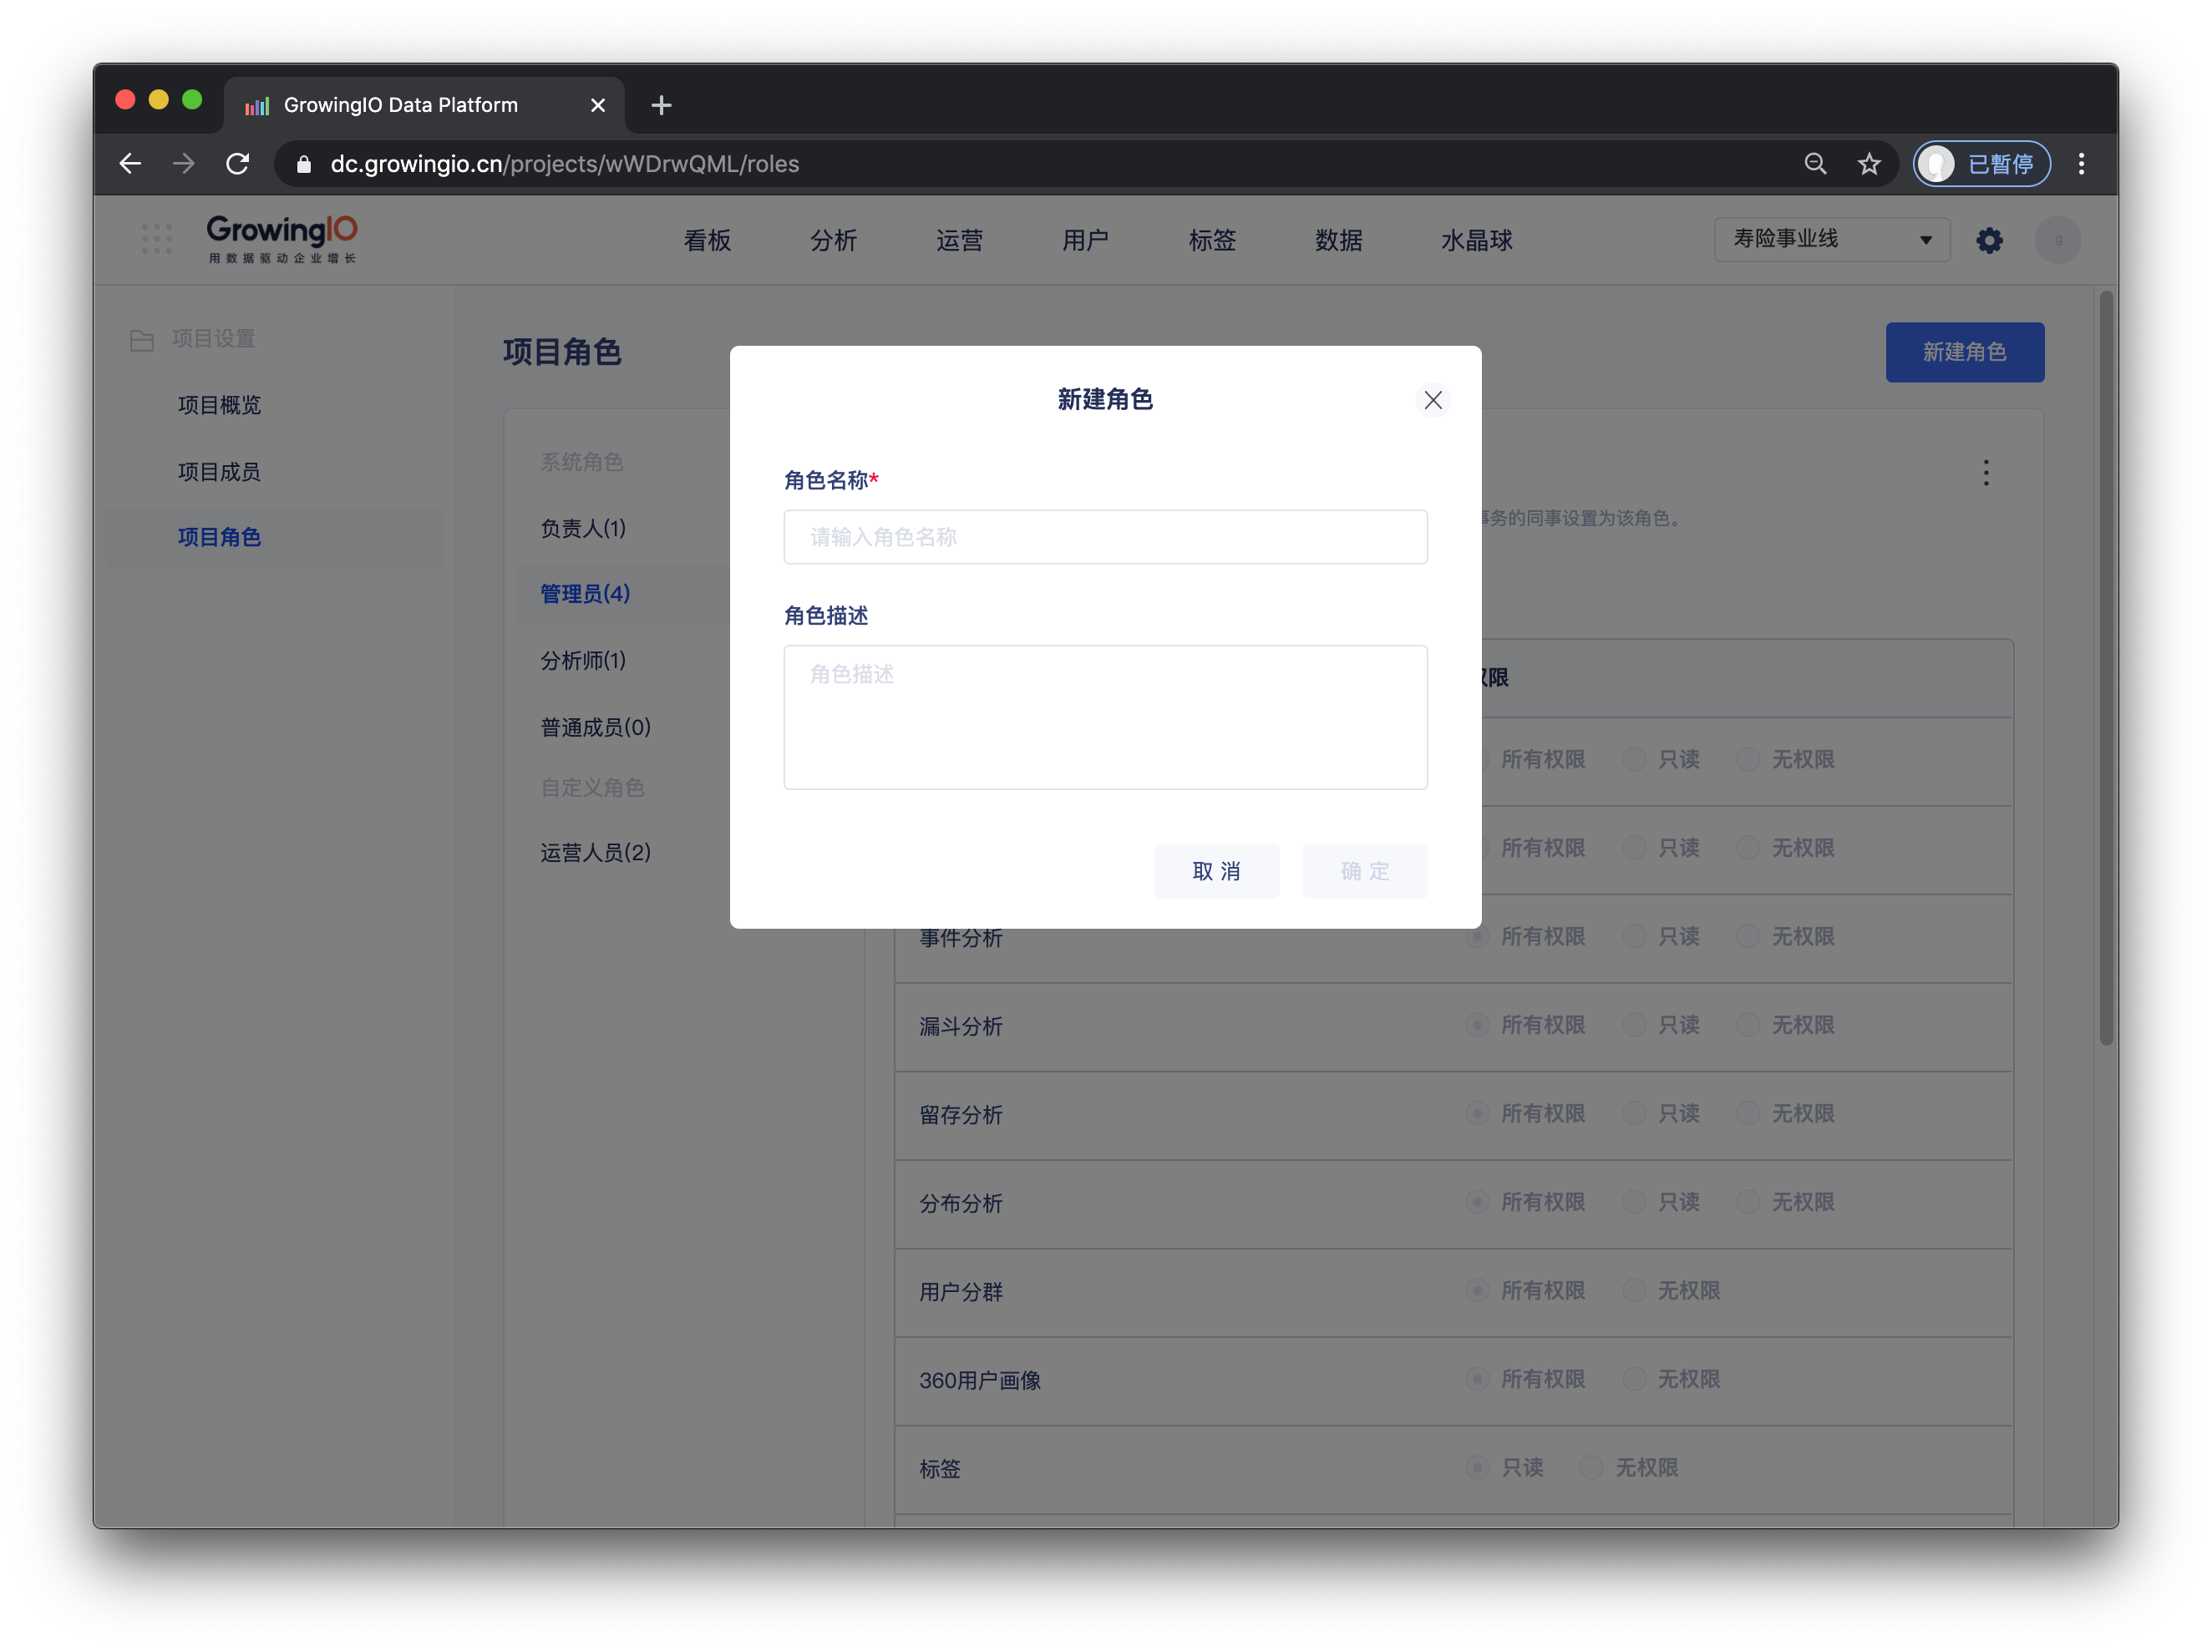 GrowingIO Data Platform
dc.growingio.cn/projects/wWDrwQML/roles
已暂停
GrowingIO
用数据驱动企业增长
看板 分析 运营 用户 标签 数据 水晶球
寿险事业线
g
项目设置
项目概览
项目成员
项目角色
项目角色
新建角色
系统角色
负责人(1)
管理员(4)
分析师(1)
普通成员(0)
自定义角色
运营人员(2)
新建角色
角色名称*
请输入角色名称
角色描述
角色描述
取 消 确 定
事务的同事设置为该角色。
权限
所有权限 只读 无权限
所有权限 只读 无权限
事件分析 所有权限 只读 无权限
漏斗分析 所有权限 只读 无权限
留存分析 所有权限 只读 无权限
分布分析 所有权限 只读 无权限
用户分群 所有权限 无权限
360用户画像 所有权限 无权限
标签 只读 无权限